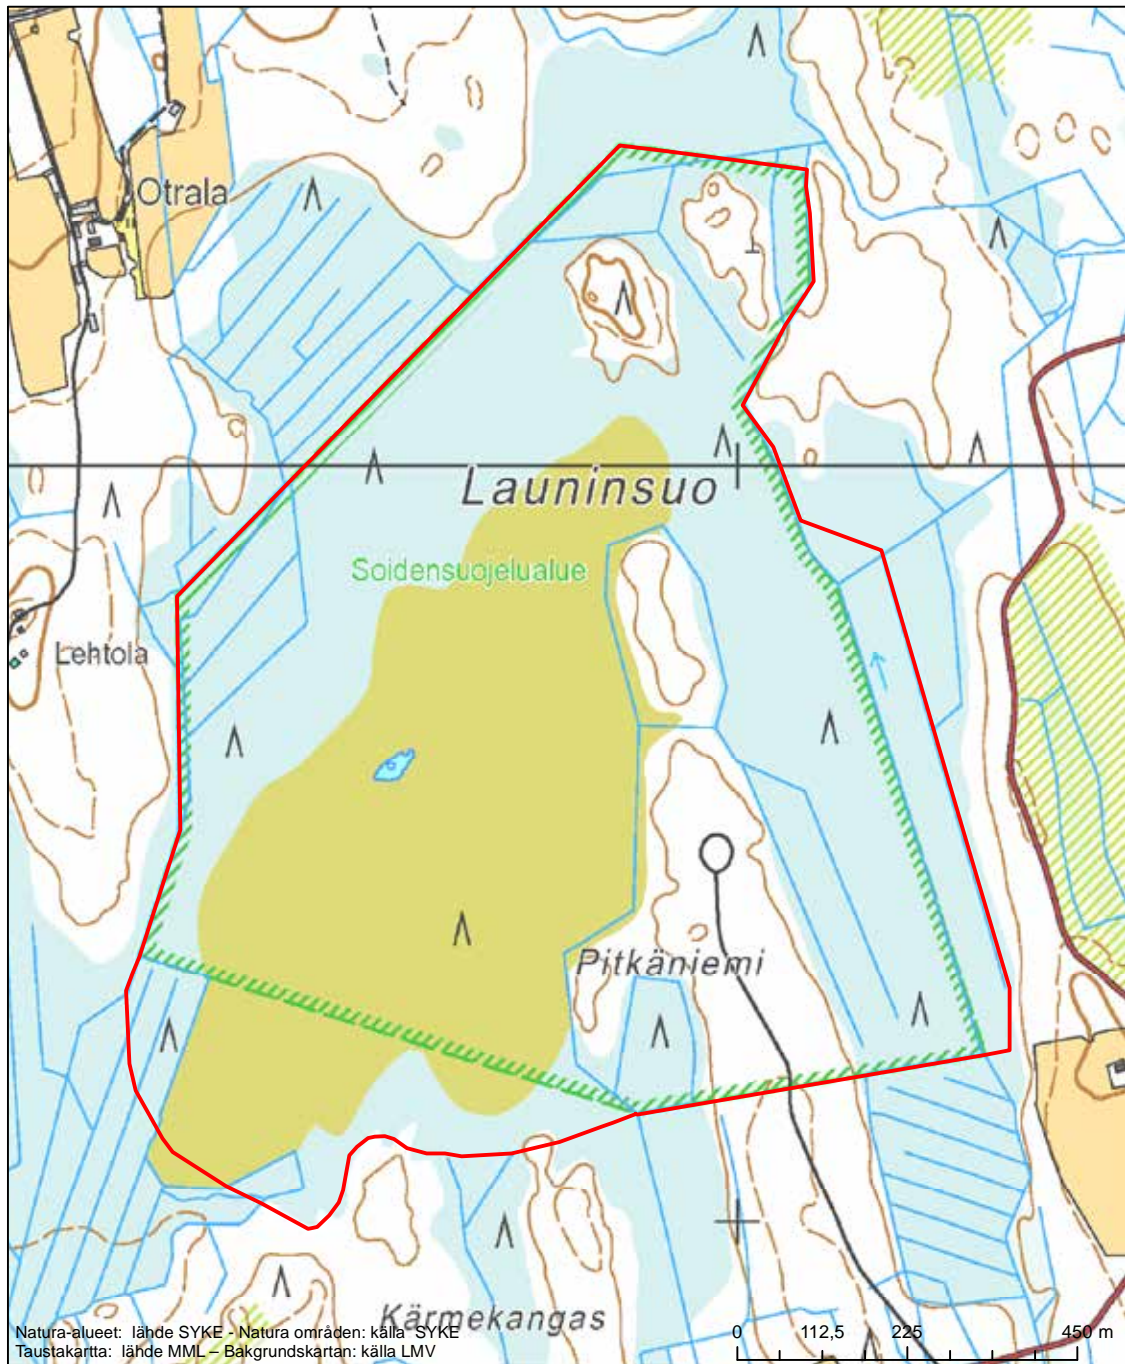 Otrala
Launinsuo
Soidensuojelualue
Lehtola
Pitkäniemi
Kärmekangas
Natura-alueet: lähde SYKE - Natura områden: källa SYKE
Taustakartta: lähde MML – Bakgrundskartan: källa LMV
0 112,5 225 450 m